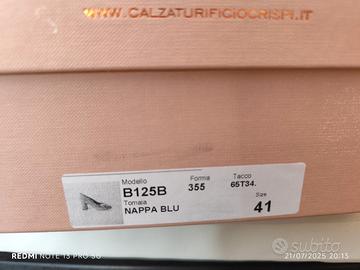 WWW.CALZATURIFICIOCRISPI.IT
Modello Forma Tacco
B125B 355 65T34.
Tomaia Size
NAPPA BLU 41
REDMI NOTE 13 PRO 5G
21/07/2025 20:13
subito